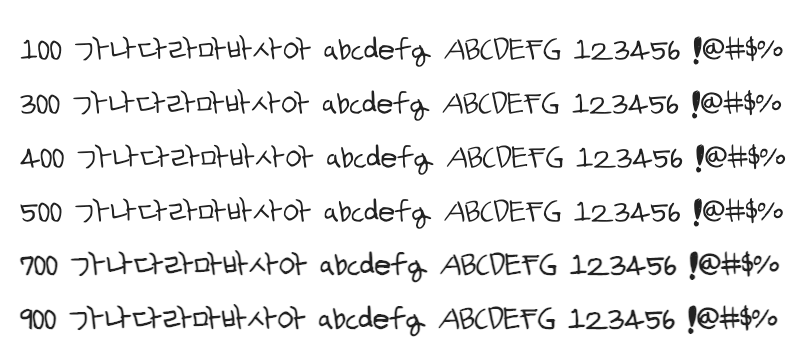 100 가나다라마바사아 abcdefg ABCDEFG 123456 !@#$%
300 가나다라마바사아 abcdefg ABCDEFG 123456 !@#$%
400 가나다라마바사아 abcdefg ABCDEFG 123456 !@#$%
500 가나다라마바사아 abcdefg ABCDEFG 123456 !@#$%
700 가나다라마바사아 abcdefg ABCDEFG 123456 !@#$%
900 가나다라마바사아 abcdefg ABCDEFG 123456 !@#$%